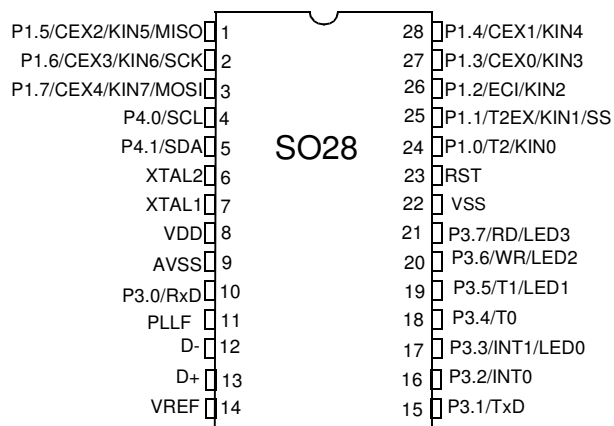 P1.5/CEX2/KIN5/MISO 1 28 P1.4/CEX1/KIN4
P1.6/CEX3/KIN6/SCK 2 27 P1.3/CEX0/KIN3
P1.7/CEX4/KIN7/MOSI 3 26 P1.2/ECI/KIN2
P4.0/SCL 4 25 P1.1/T2EX/KIN1/SS
P4.1/SDA 5 SO28 24 P1.0/T2/KIN0
XTAL2 6 23 RST
XTAL1 7 22 VSS
VDD 8 21 P3.7/RD/LED3
AVSS 9 20 P3.6/WR/LED2
P3.0/RxD 10 19 P3.5/T1/LED1
PLLF 11 18 P3.4/T0
D- 12 17 P3.3/INT1/LED0
D+ 13 16 P3.2/INT0
VREF 14 15 P3.1/TxD